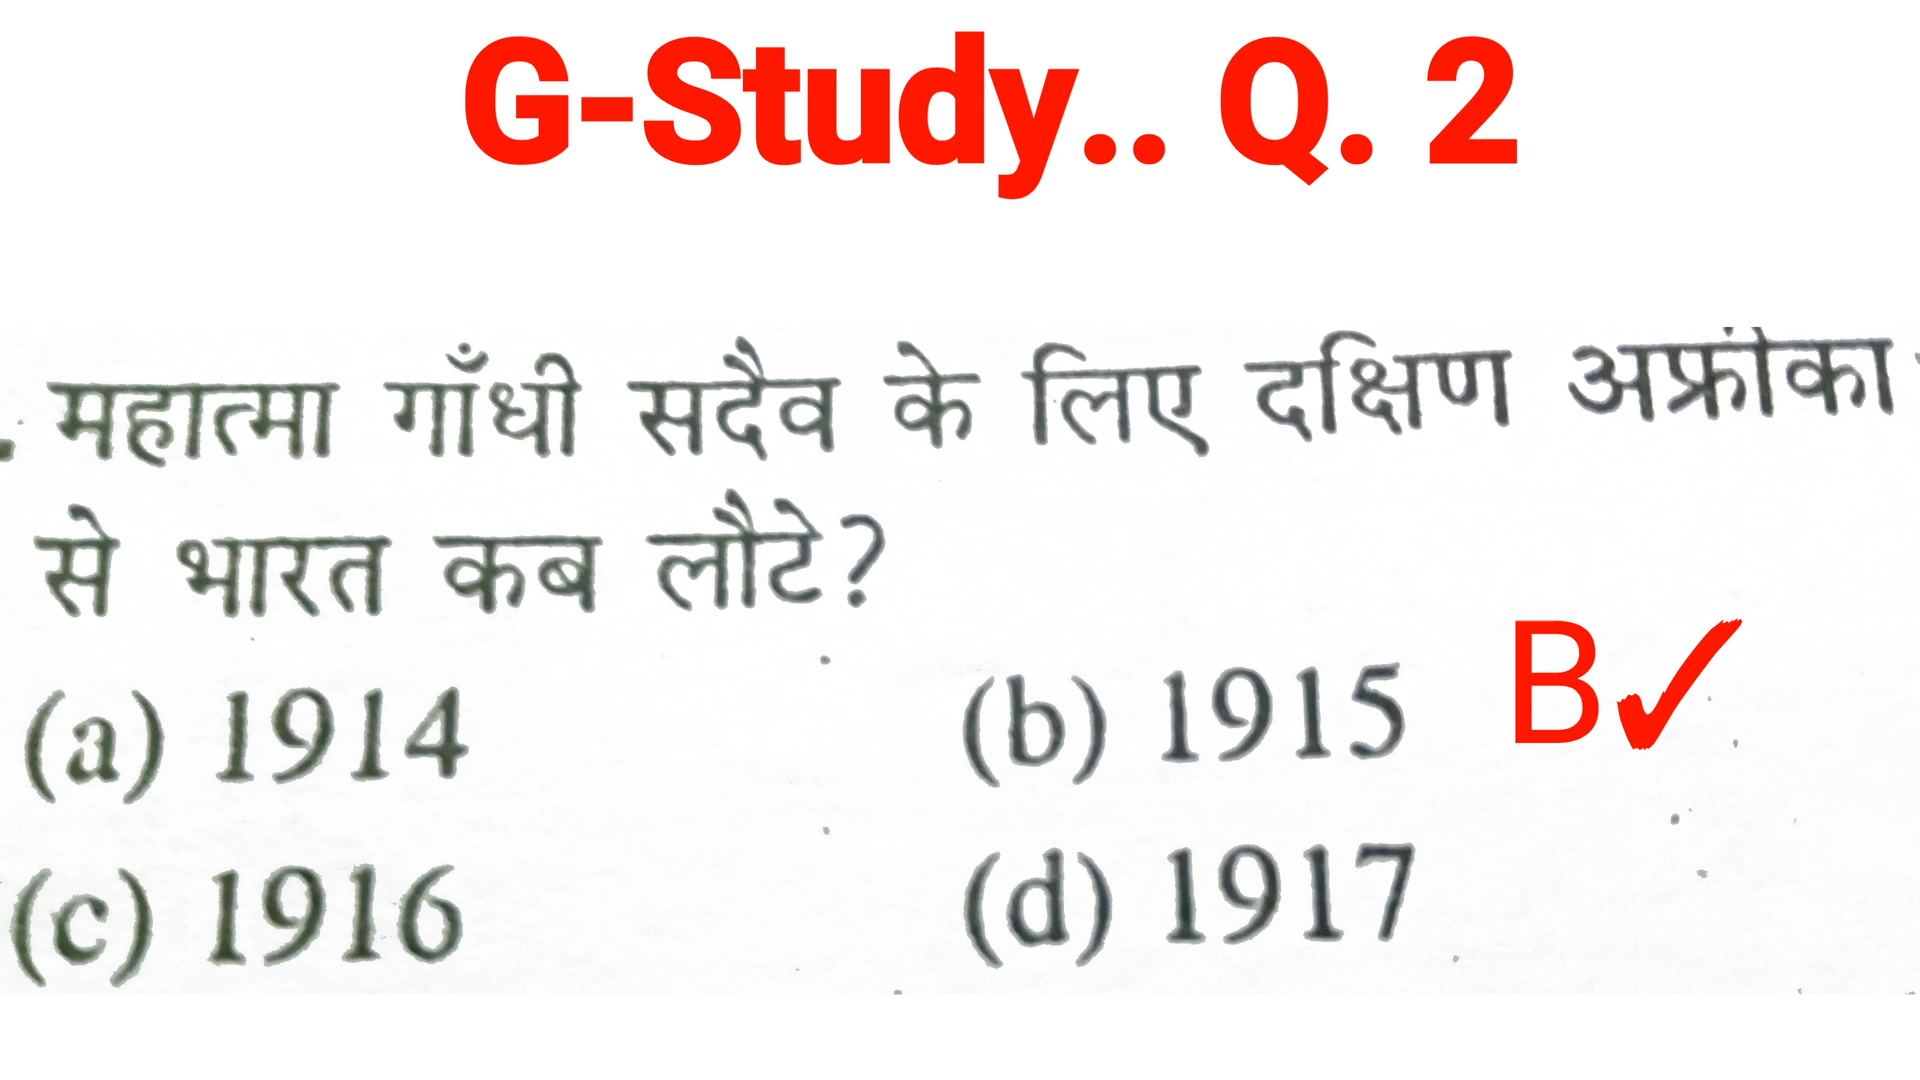 G-Study.. Q. 2
. महात्मा गाँधी सदैव के लिए दक्षिण अफ्रीका
से भारत कब लौटे?
(a) 1914 (b) 1915 B✓
(c) 1916 (d) 1917